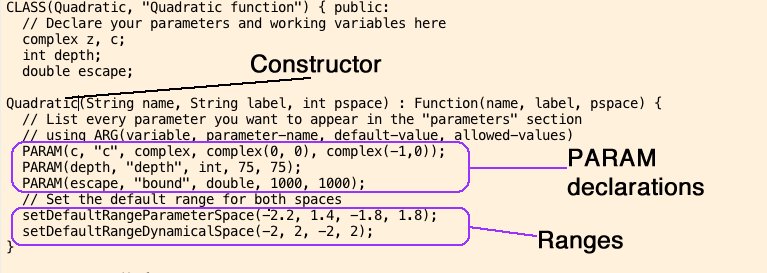 CLASS(Quadratic, "Quadratic function") { public:
// Declare your parameters and working variables here
complex z, c;
int depth;
double escape;
Constructor
Quadratic(String name, String label, int pspace) : Function(name, label, pspace) {
// List every parameter you want to appear in the "parameters" section
// using ARG(variable, parameter-name, default-value, allowed-values)
PARAM(c, "c", complex, complex(0, 0), complex(-1,0));
PARAM(depth, "depth", int, 75, 75);
PARAM(escape, "bound", double, 1000, 1000);
PARAM
declarations
// Set the default range for both spaces
setDefaultRangeParameterSpace(-2.2, 1.4, -1.8, 1.8);
setDefaultRangeDynamicalSpace(-2, 2, -2, 2);
Ranges
}